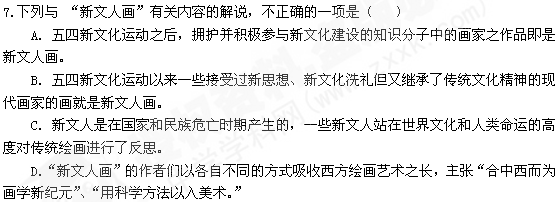 7.下列与 “新文人画”有关内容的解说，不正确的一项是（　　）
A. 五四新文化运动之后，拥护并积极参与新文化建设的知识分子中的画家之作品即是
新文人画。
B. 五四新文化运动以来一些接受过新思想、新文化洗礼但又继承了传统文化精神的现
代画家的画就是新文人画。
C. 新文人是在国家和民族危亡时期产生的，一些新文人站在世界文化和人类命运的高
度对传统绘画进行了反思。
D.“新文人画”的作者们以各自不同的方式吸收西方绘画艺术之长，主张“合中西而为
画学新纪元”、“用科学方法以入美术。”